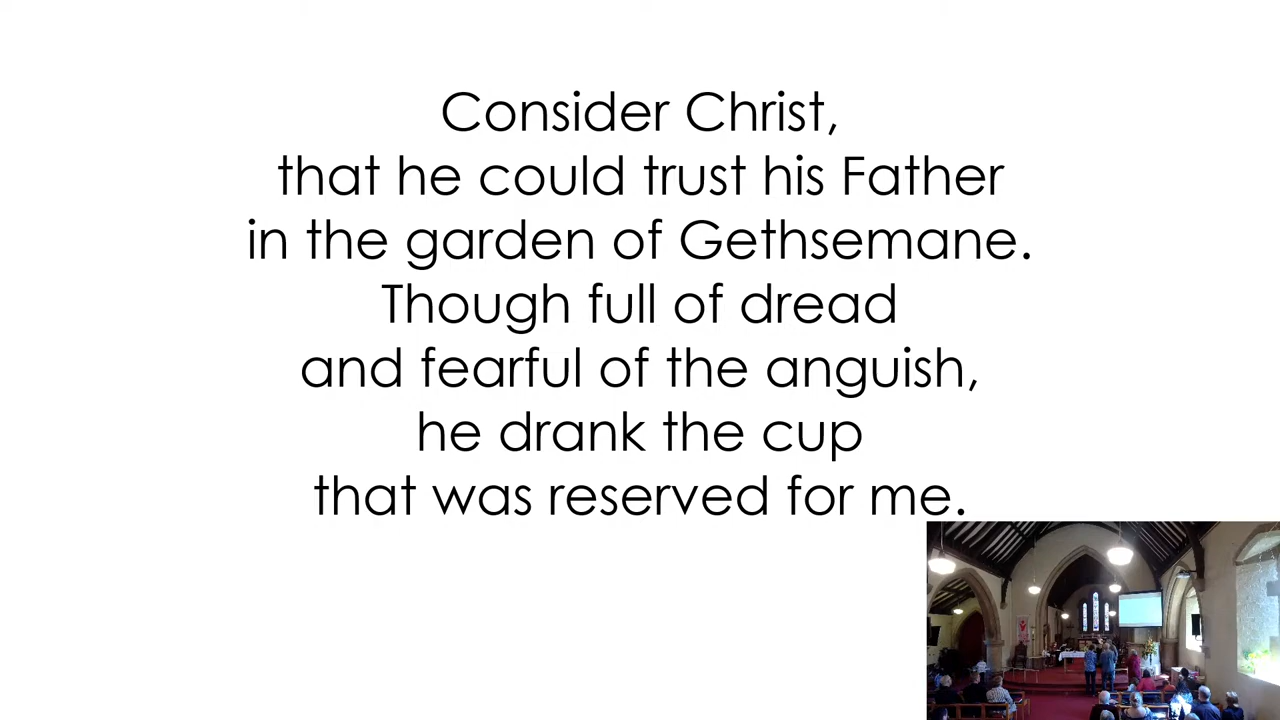 Consider Christ,
that he could trust his Father
in the garden of Gethsemane.
Though full of dread
and fearful of the anguish,
he drank the cup
that was reserved for me.